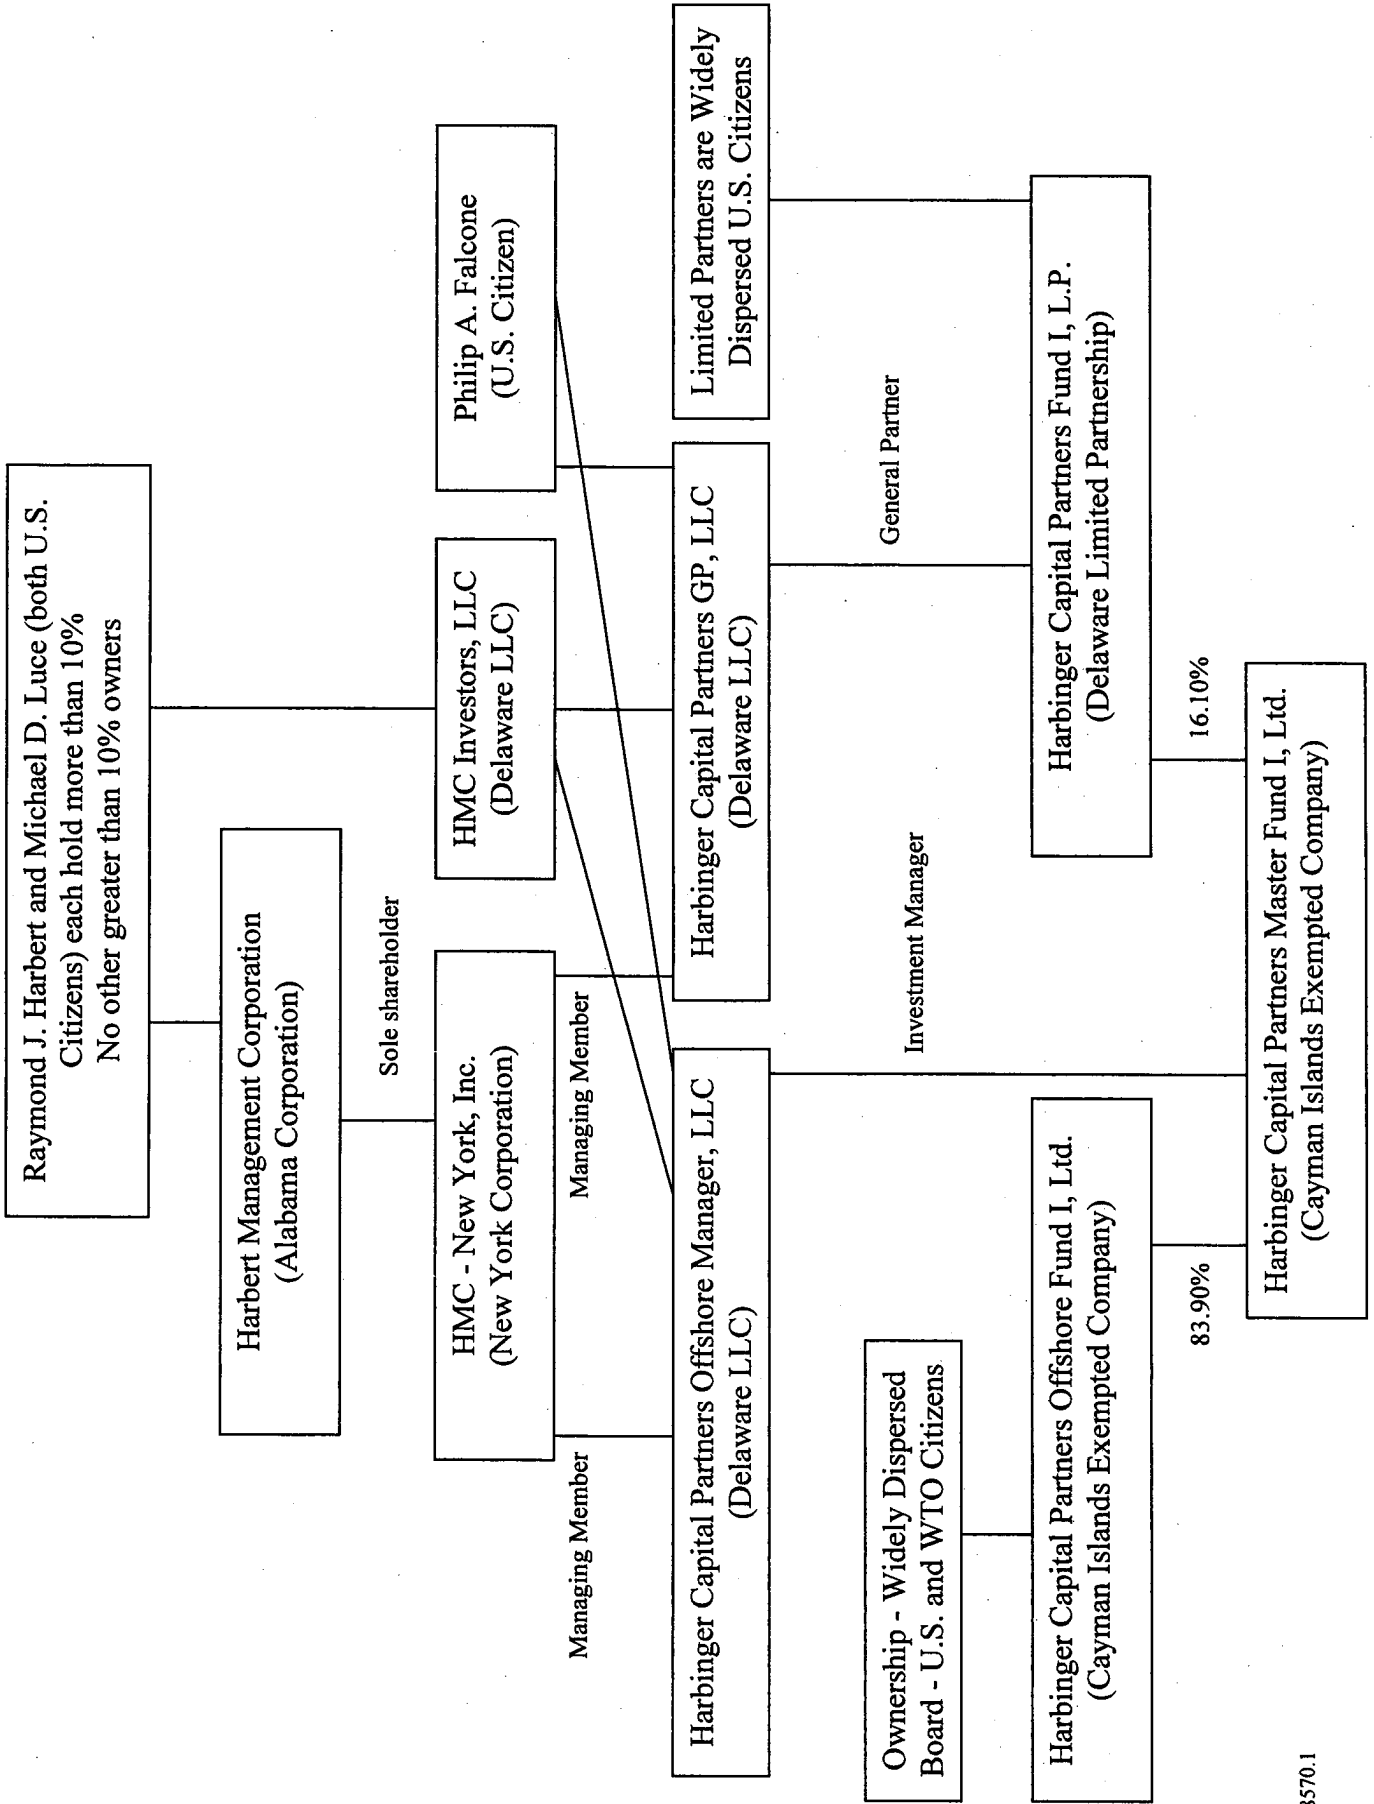 Raymond J. Harbert and Michael D. Luce (both U.S.
Citizens) each hold more than 10%
No other greater than 10% owners
Harbert Management Corporation
(Alabama Corporation)
Sole shareholder
HMC - New York, Inc.
(New York Corporation)
HMC Investors, LLC
(Delaware LLC)
Philip A. Falcone
(U.S. Citizen)
Managing Member
Managing Member
Harbinger Capital Partners Offshore Manager, LLC
(Delaware LLC)
Harbinger Capital Partners GP, LLC
(Delaware LLC)
Limited Partners are Widely
Dispersed U.S. Citizens
Ownership - Widely Dispersed
Board - U.S. and WTO Citizens
Investment Manager
General Partner
Harbinger Capital Partners Offshore Fund I, Ltd.
(Cayman Islands Exempted Company)
Harbinger Capital Partners Fund I, L.P.
(Delaware Limited Partnership)
83.90%
16.10%
Harbinger Capital Partners Master Fund I, Ltd.
(Cayman Islands Exempted Company)
3570.1